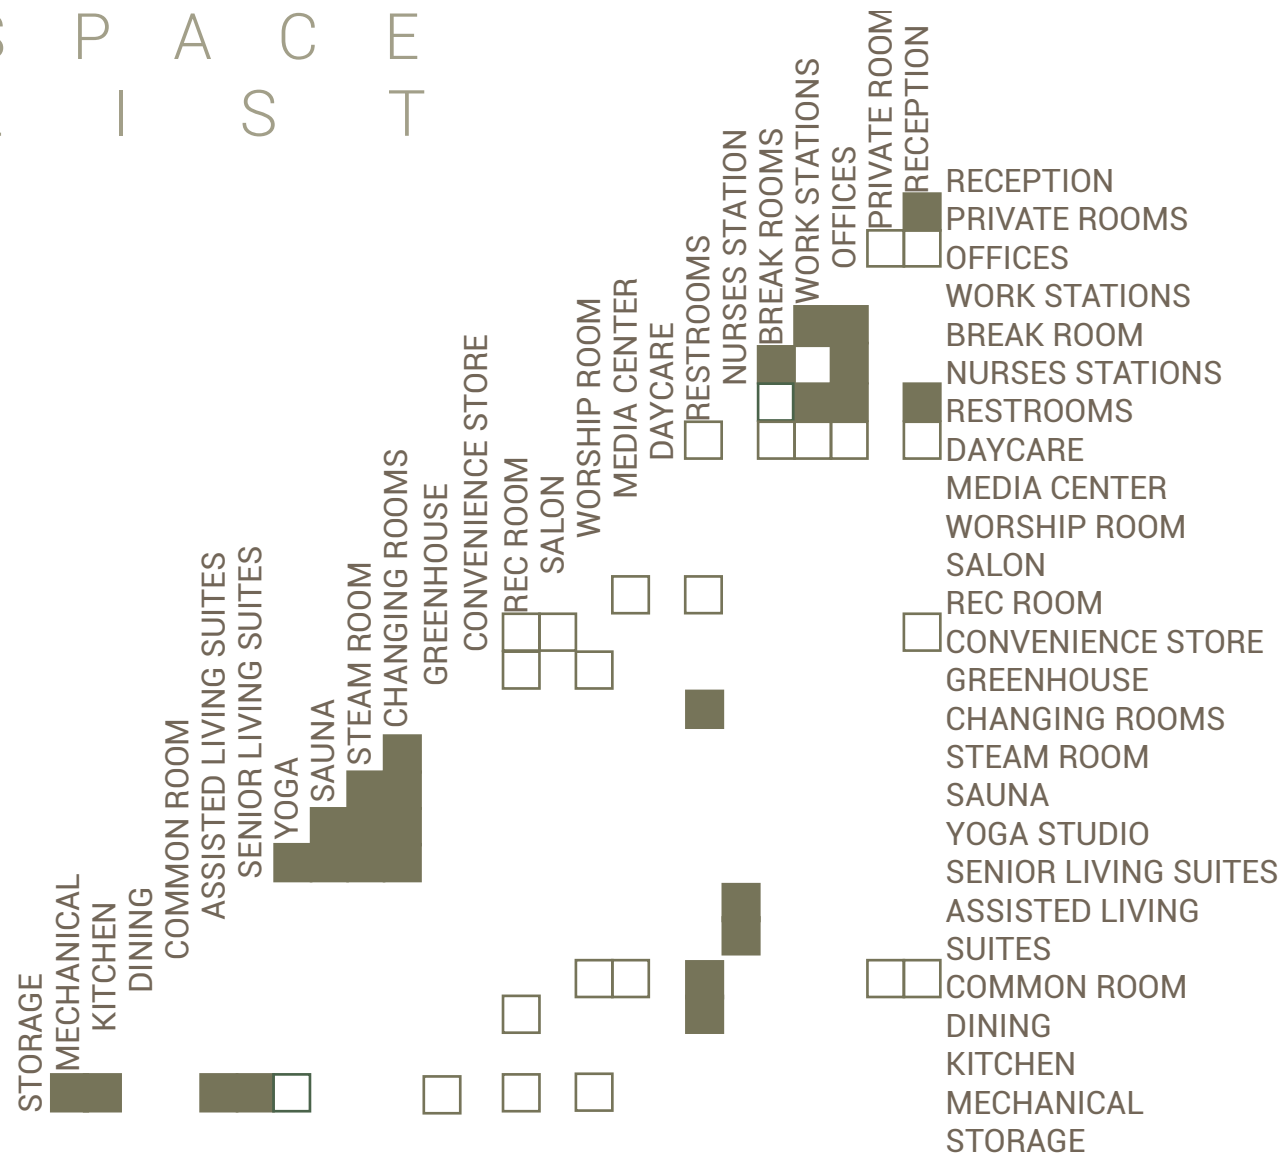 S P A C E
L I S T
RECEPTION
PRIVATE ROOM
WORK STATIONS
BREAK ROOMS
NURSES STATION
OFFICES
RESTROOMS
DAYCARE
MEDIA CENTER
WORSHIP ROOM
SALON
REC ROOM
CONVENIENCE STORE
GREENHOUSE
CHANGING ROOMS
STEAM ROOM
SAUNA
YOGA
SENIOR LIVING SUITES
ASSISTED LIVING SUITES
COMMON ROOM
DINING
KITCHEN
MECHANICAL
STORAGE
RECEPTION
PRIVATE ROOMS
OFFICES
WORK STATIONS
BREAK ROOM
NURSES STATIONS
RESTROOMS
DAYCARE
MEDIA CENTER
WORSHIP ROOM
SALON
REC ROOM
CONVENIENCE STORE
GREENHOUSE
CHANGING ROOMS
STEAM ROOM
SAUNA
YOGA STUDIO
SENIOR LIVING SUITES
ASSISTED LIVING
SUITES
COMMON ROOM
DINING
KITCHEN
MECHANICAL
STORAGE